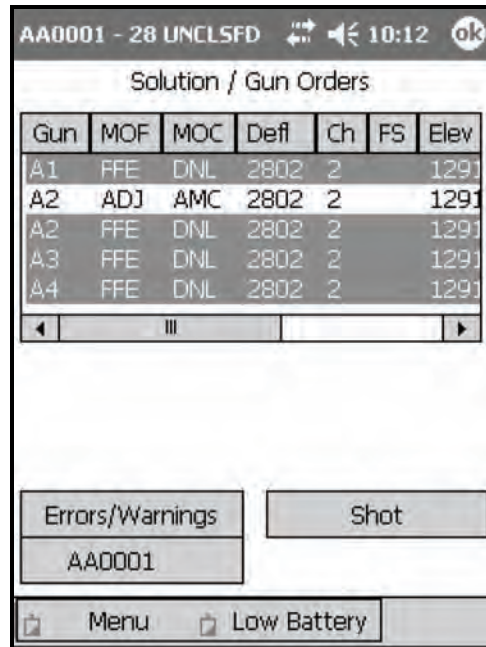 AA0001 - 28 UNCLSFD 10:12 ok
Solution / Gun Orders
Gun MOF MOC Defl Ch FS Elev
A1 FFE DNL 2802 2 1291
A2 ADJ AMC 2802 2 1291
A2 FFE DNL 2802 2 1291
A3 FFE DNL 2802 2 1291
A4 FFE DNL 2802 2 1291
Errors/Warnings Shot
AA0001
Menu Low Battery